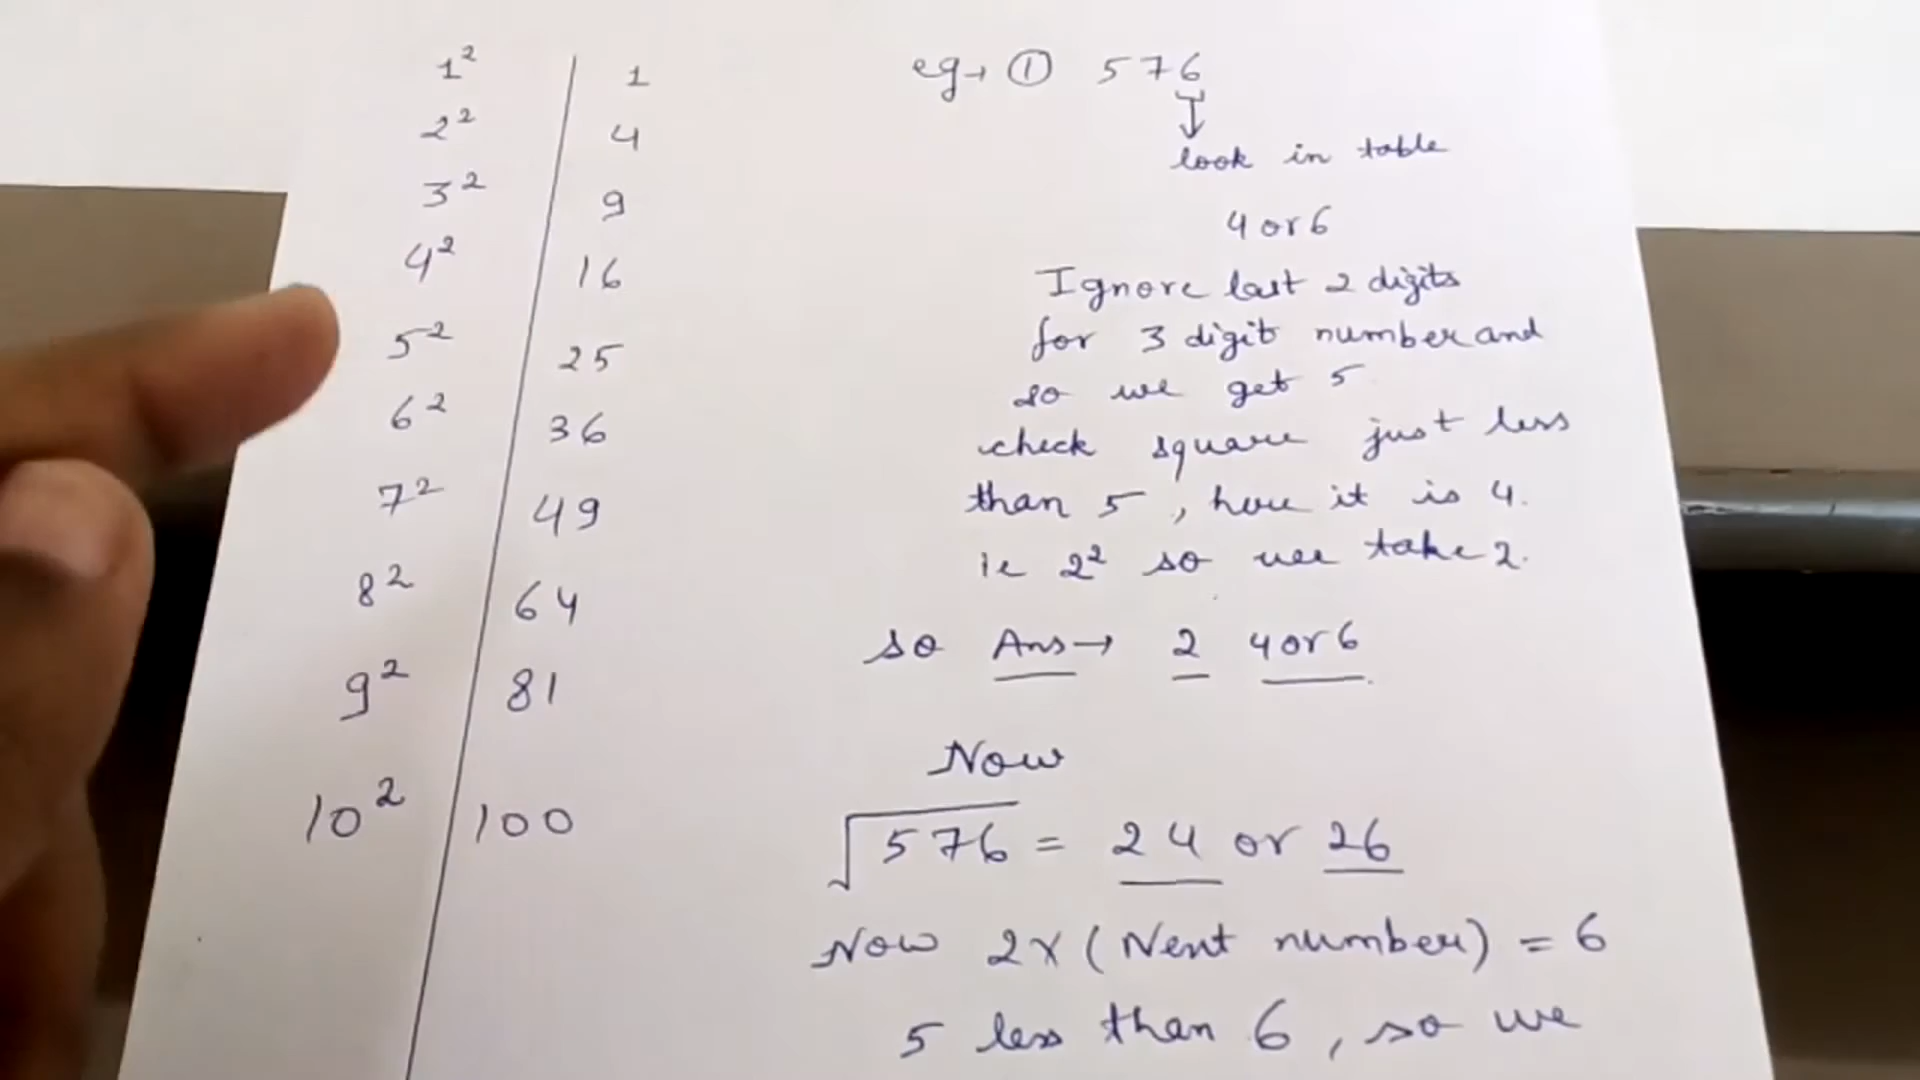 1² 1
2² 4
3² 9
4² 16
5² 25
6² 36
7² 49
8² 64
9² 81
10² 100
eg→ ① 576
look in table
4 or 6
Ignore last 2 digits
for 3 digit number and
so we get 5
check square just less
than 5, here it is 4.
ie 2² so we take 2.
so Ans → 2 4 or 6
Now
√576 = 24 or 26
Now 2x (Next number) = 6
5 less than 6, so we